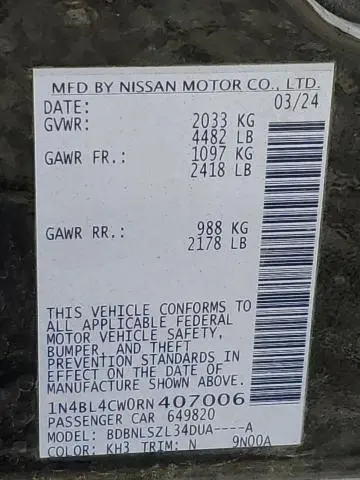 MFD BY NISSAN MOTOR CO., LTD.
DATE: 03/24
GVWR: 2033 KG
4482 LB
GAWR FR.: 1097 KG
2418 LB
GAWR RR.: 988 KG
2178 LB
THIS VEHICLE CONFORMS TO
ALL APPLICABLE FEDERAL
MOTOR VEHICLE SAFETY,
BUMPER, AND THEFT
PREVENTION STANDARDS
IN EFFECT ON THE DATE OF
MANUFACTURE SHOWN ABOVE.
1N4BL4CW0RN407006
PASSENGER CAR 649820
MODEL: BDBNLSZL34DUA----A
COLOR: KH3 TRIM: N 9N00A